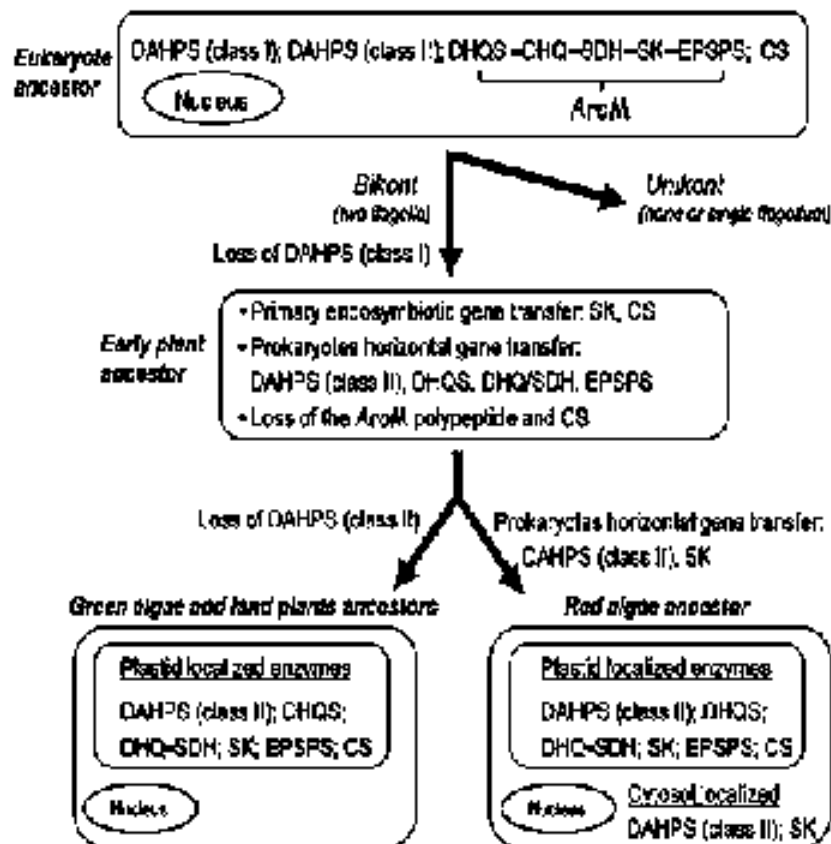 Eukaryote
ancestor
DAHPS (class I); DAHPS (class II); DHQS-DHQ-SDH-SK-EPSPS; CS
Nucleus
AroM
Bikont
(two flagella)
Unikont
(none or single flagellum)
Loss of DAHPS (class I)
Early plant
ancestor
• Primary endosymbiotic gene transfer: SK, CS
• Prokaryotes horizontal gene transfer:
DAHPS (class II), DHQS, DHQ/SDH, EPSPS
• Loss of the AroM polypeptide and CS
Loss of DAHPS (class II)
Prokaryotes horizontal gene transfer:
DAHPS (class II), SK
Green algae and land plants ancestors
Red algae ancestor
Plastid localized enzymes
DAHPS (class II); DHQS;
DHQ-SDH; SK; EPSPS; CS
Nucleus
Plastid localized enzymes
DAHPS (class II); DHQS;
DHQ-SDH; SK; EPSPS; CS
Nucleus
Cytosol localized
DAHPS (class II); SK